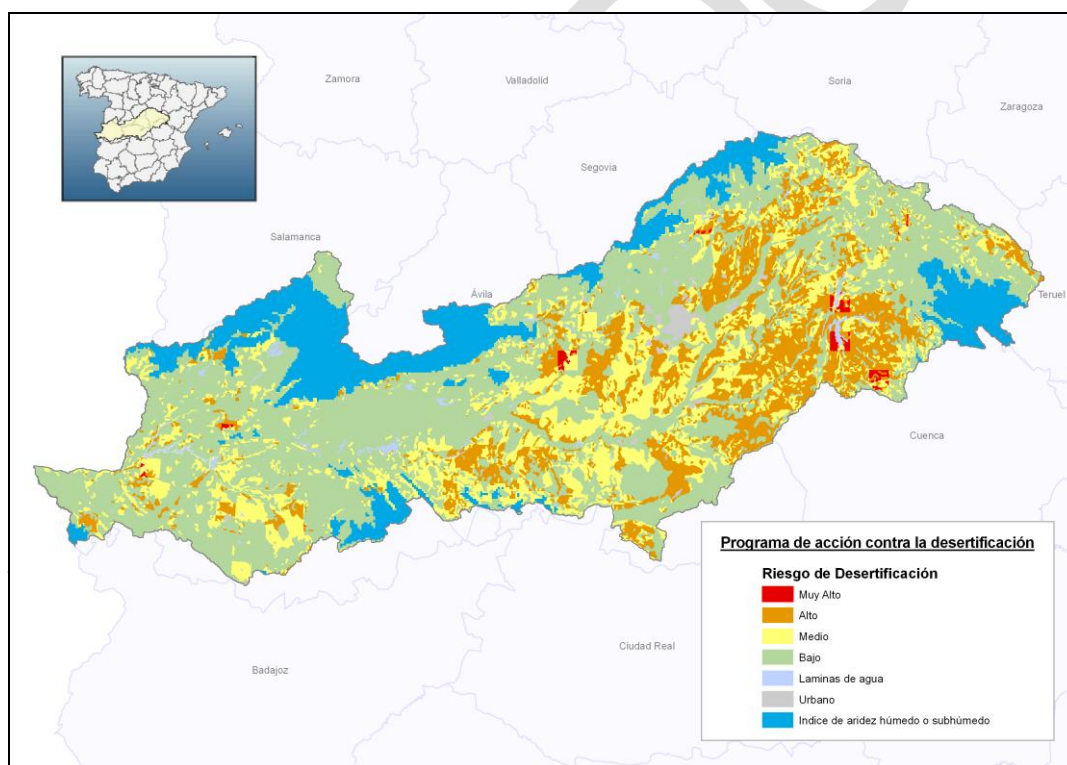 Zamora
Valladolid
Soria
Zaragoza
Segovia
Salamanca
Ávila
Teruel
Cuenca
Ciudad Real
Badajoz
Programa de acción contra la desertificación
Riesgo de Desertificación
Muy Alto
Alto
Medio
Bajo
Laminas de agua
Urbano
Indice de aridez húmedo o subhúmedo